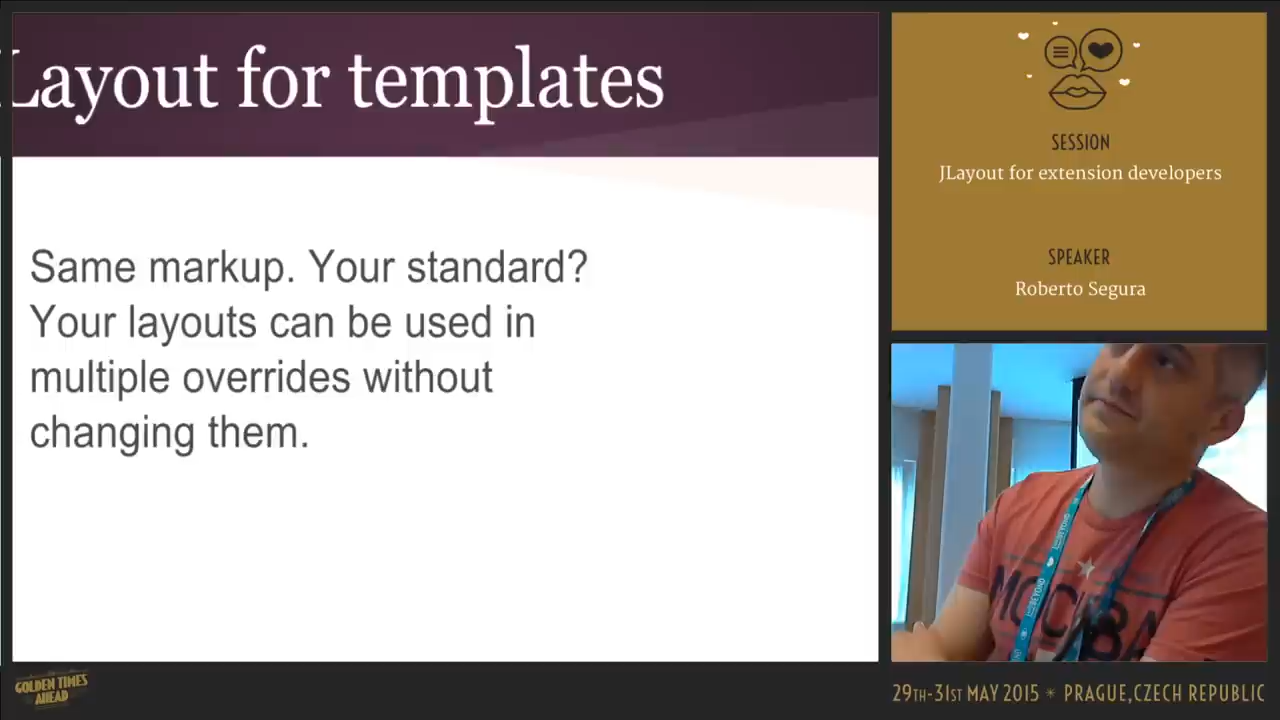 Layout for templates
Same markup. Your standard?
Your layouts can be used in
multiple overrides without
changing them.
SESSION
JLayout for extension developers
SPEAKER
Roberto Segura
МОСКВА
GOLDEN TIMES
AHEAD
29TH-31ST MAY 2015 * PRAGUE, CZECH REPUBLIC